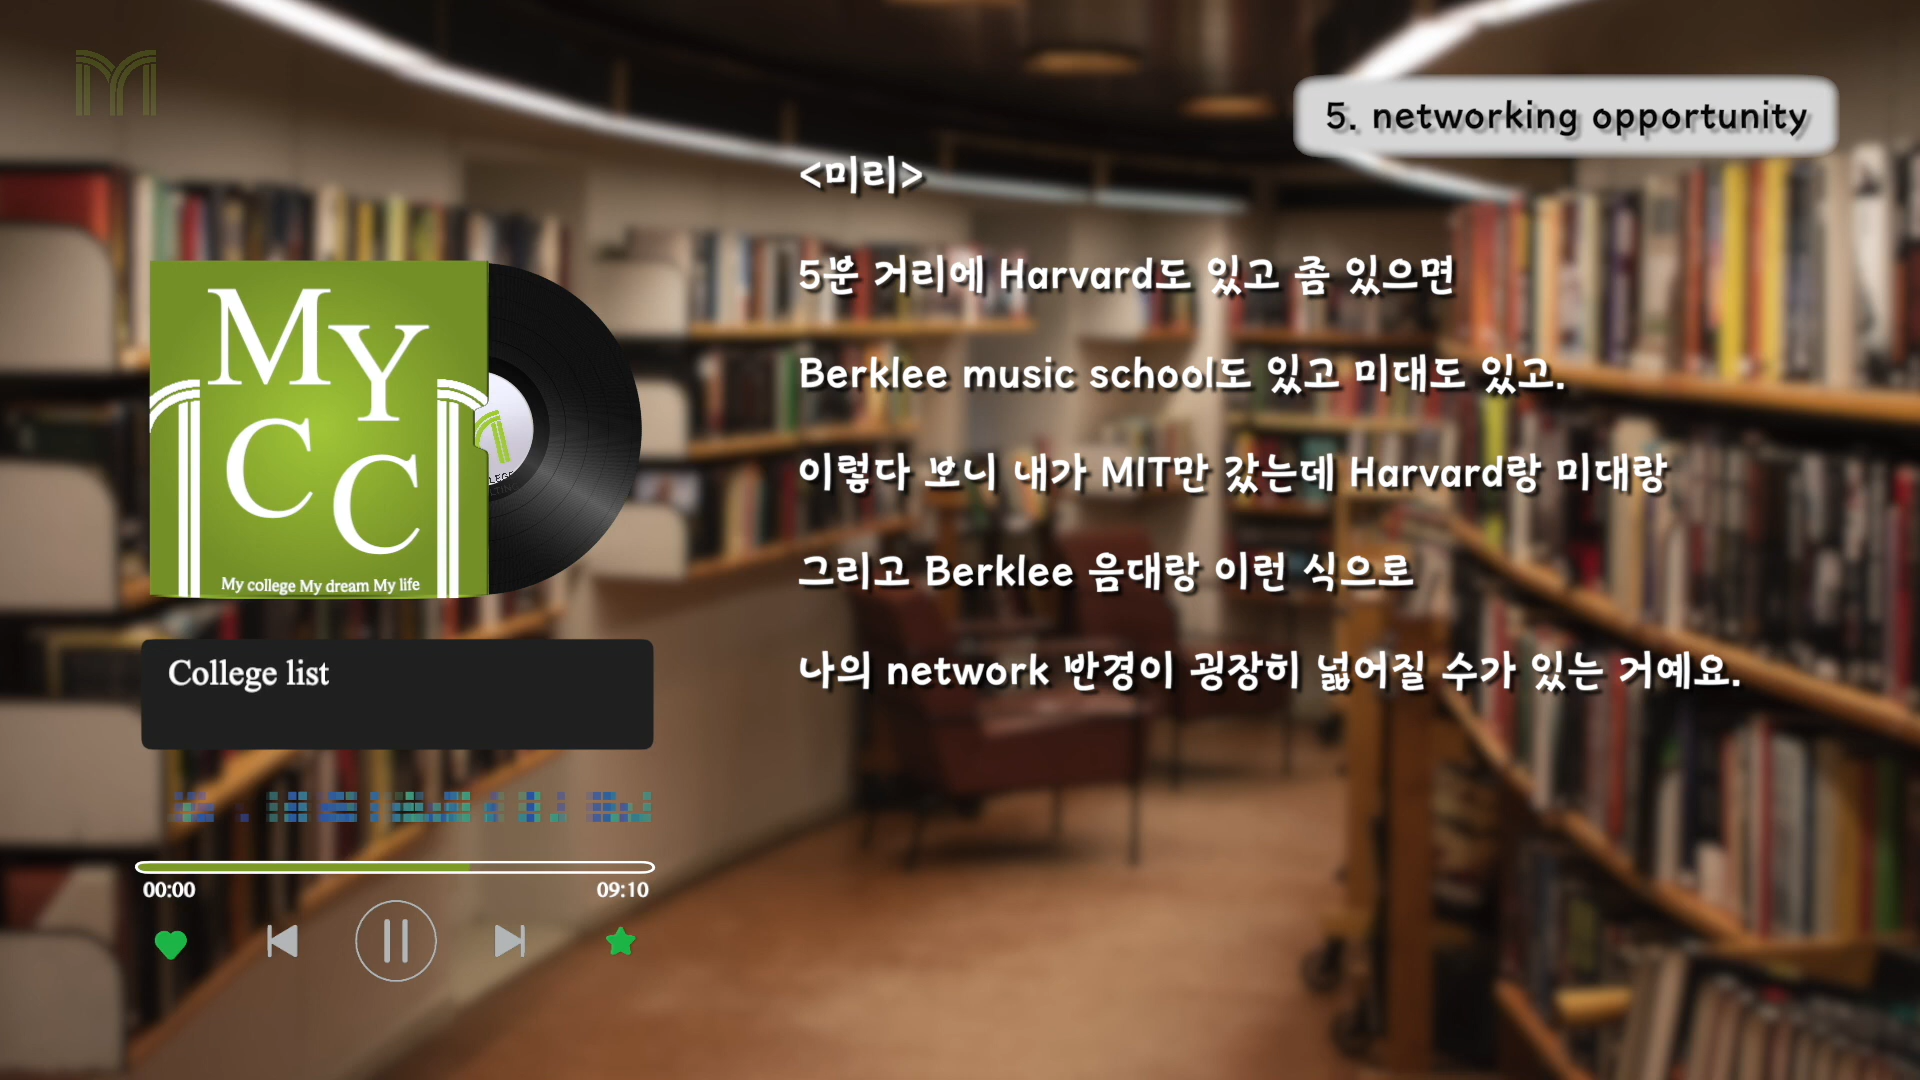 5. networking opportunity
<미리>
5분 거리에 Harvard도 있고 좀 있으면
Berklee music school도 있고 미대도 있고.
이렇다 보니 내가 MIT만 갔는데 Harvard랑 미대랑
그리고 Berklee 음대랑 이런 식으로
나의 network 반경이 굉장히 넓어질 수가 있는 거예요.
MY
CC
My college My dream My life
College list
00:00
09:10